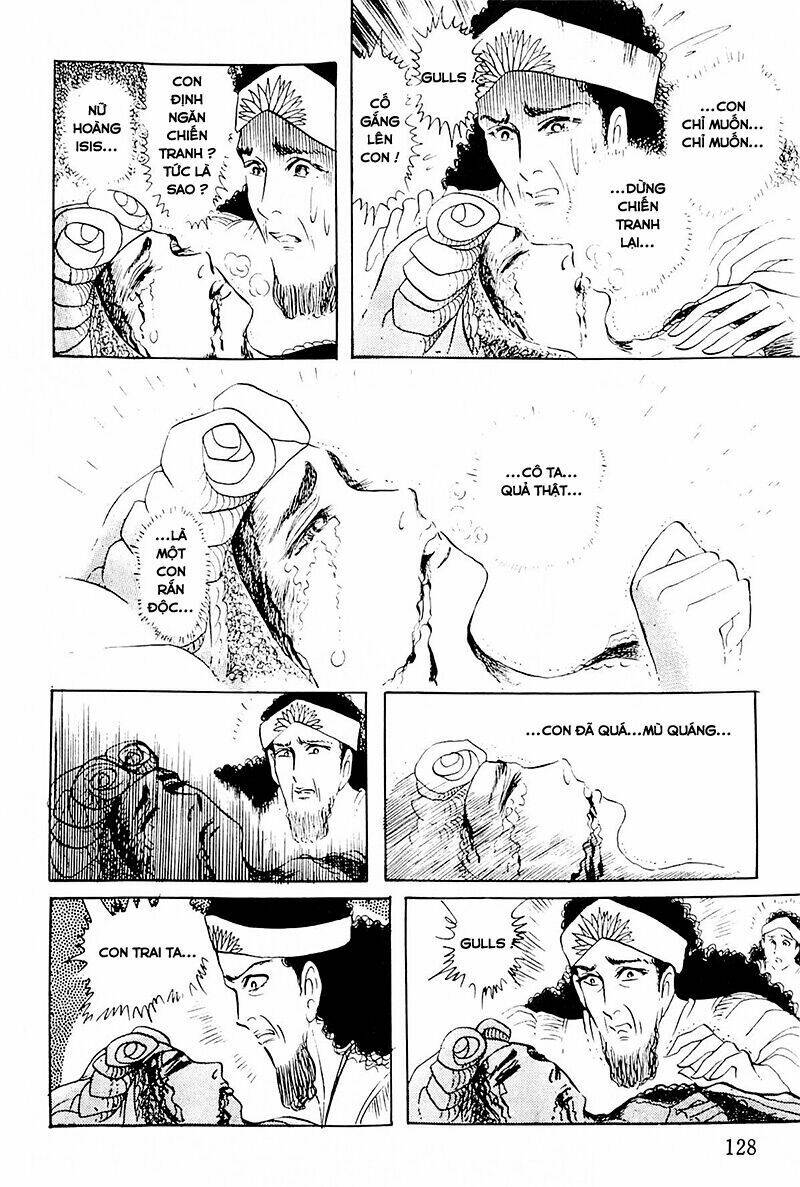 GULLS !
CỐ
GẮNG
LÊN
CON !
...CON
CHỈ MUỐN...
CHỈ MUỐN...
...DỪNG
CHIẾN
TRANH
LẠI...
CON
ĐỊNH
NGĂN
CHIẾN
TRANH ?
TỨC LÀ
SAO ?
NỮ
HOÀNG
ISIS...
...CÔ TA...
QUẢ THẬT...
...LÀ
MỘT
CON
RẮN
ĐỘC...
...CON ĐÃ QUÁ...MÙ QUÁNG...
GULLS !
CON TRAI TA...
128